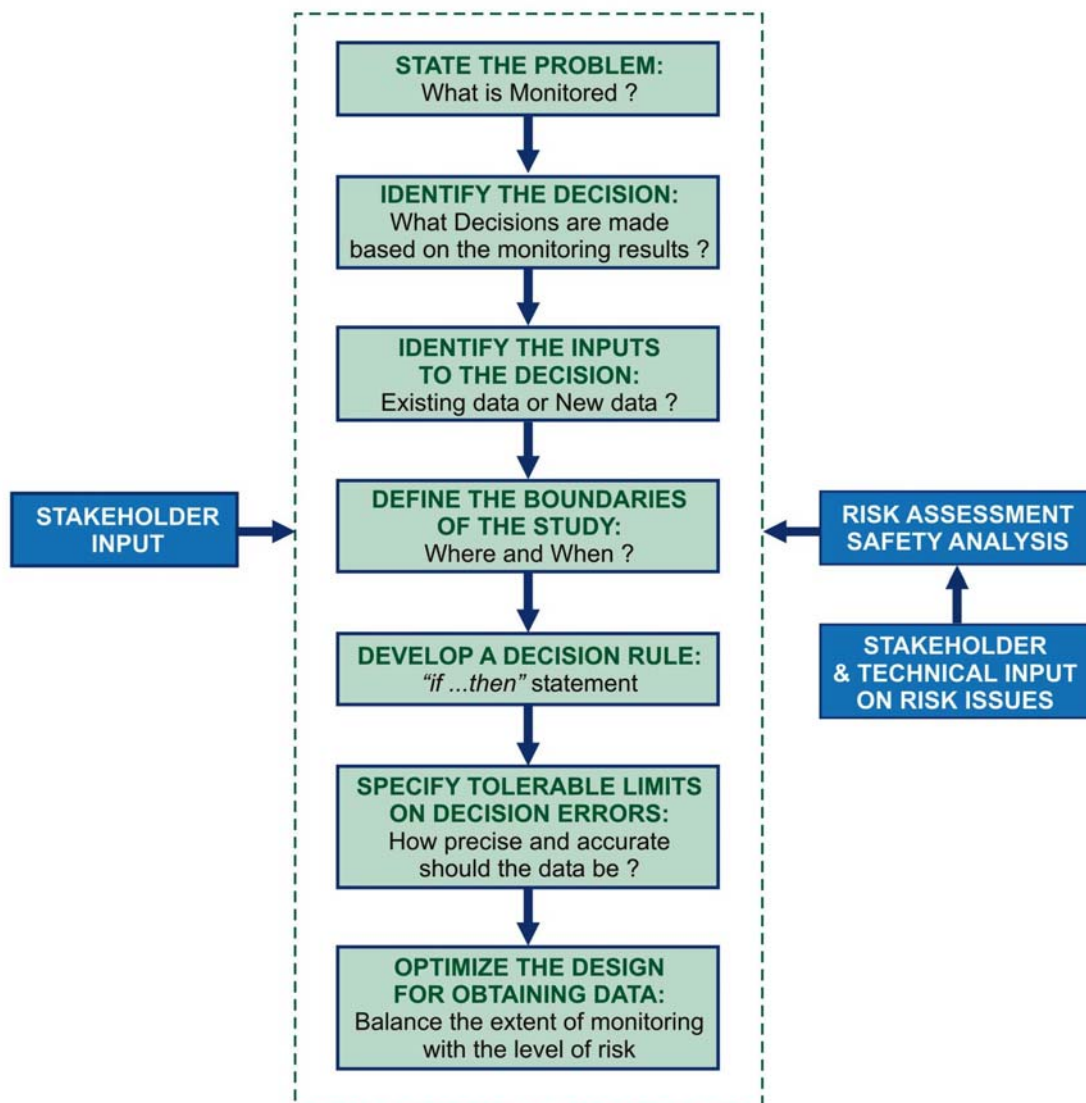 STATE THE PROBLEM:
What is Monitored ?
IDENTIFY THE DECISION:
What Decisions are made
based on the monitoring results ?
IDENTIFY THE INPUTS
TO THE DECISION:
Existing data or New data ?
DEFINE THE BOUNDARIES
OF THE STUDY:
Where and When ?
DEVELOP A DECISION RULE:
“if ...then” statement
SPECIFY TOLERABLE LIMITS
ON DECISION ERRORS:
How precise and accurate
should the data be ?
OPTIMIZE THE DESIGN
FOR OBTAINING DATA:
Balance the extent of monitoring
with the level of risk
STAKEHOLDER
INPUT
RISK ASSESSMENT
SAFETY ANALYSIS
STAKEHOLDER
& TECHNICAL INPUT
ON RISK ISSUES